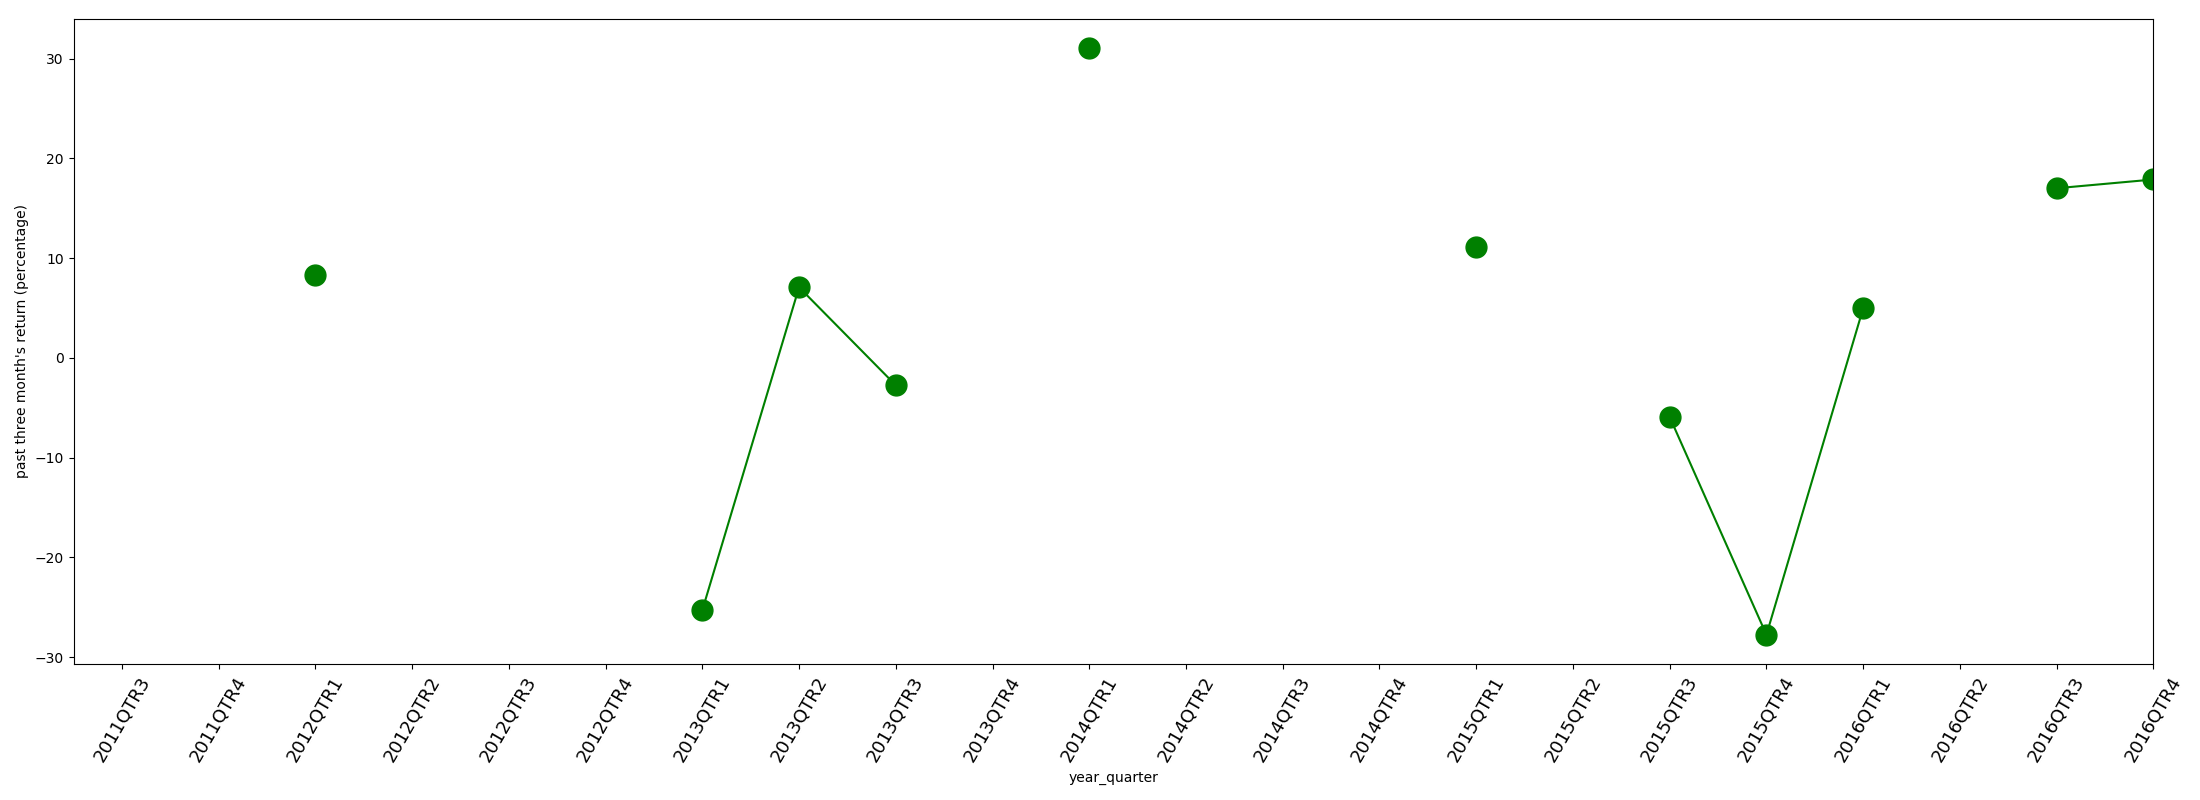 30
20
10
0
−10
−20
−30
past three month's return (percentage)
2011QTR3
2011QTR4
2012QTR1
2012QTR2
2012QTR3
2012QTR4
2013QTR1
2013QTR2
2013QTR3
2013QTR4
2014QTR1
2014QTR2
2014QTR3
2014QTR4
2015QTR1
2015QTR2
2015QTR3
2015QTR4
2016QTR1
2016QTR2
2016QTR3
2016QTR4
year_quarter